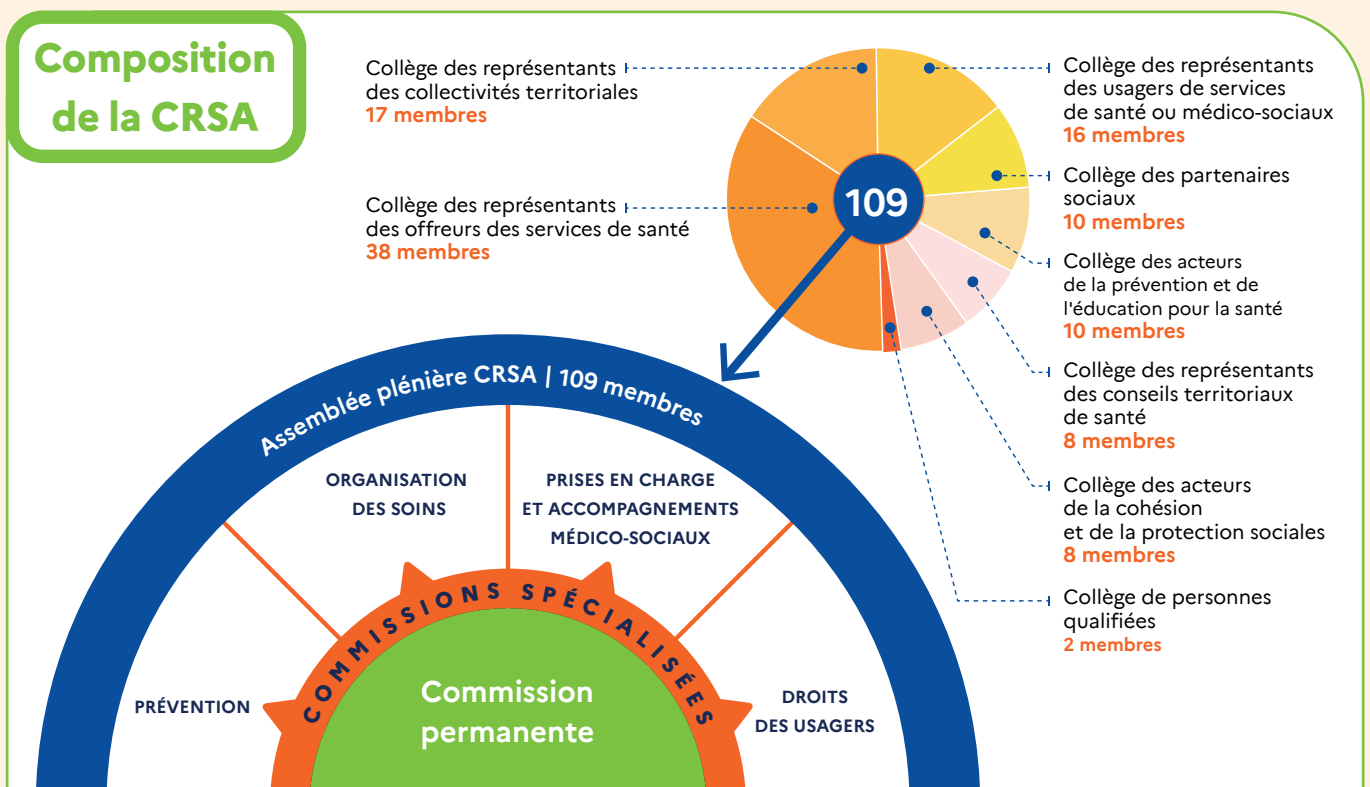 Composition
de la CRSA
Collège des représentants
des collectivités territoriales
17 membres
Collège des représentants
des offreurs des services de santé
38 membres
109
Collège des représentants
des usagers de services
de santé ou médico-sociaux
16 membres
Collège des partenaires
sociaux
10 membres
Collège des acteurs
de la prévention et de
l'éducation pour la santé
10 membres
Collège des représentants
des conseils territoriaux
de santé
8 membres
Collège des acteurs
de la cohésion
et de la protection sociales
8 membres
Collège de personnes
qualifiées
2 membres
Assemblée plénière CRSA | 109 membres
ORGANISATION
DES SOINS
PRISES EN CHARGE
ET ACCOMPAGNEMENTS
MÉDICO-SOCIAUX
COMMISSIONS SPÉCIALISÉES
PRÉVENTION
Commission
permanente
DROITS
DES USAGERS